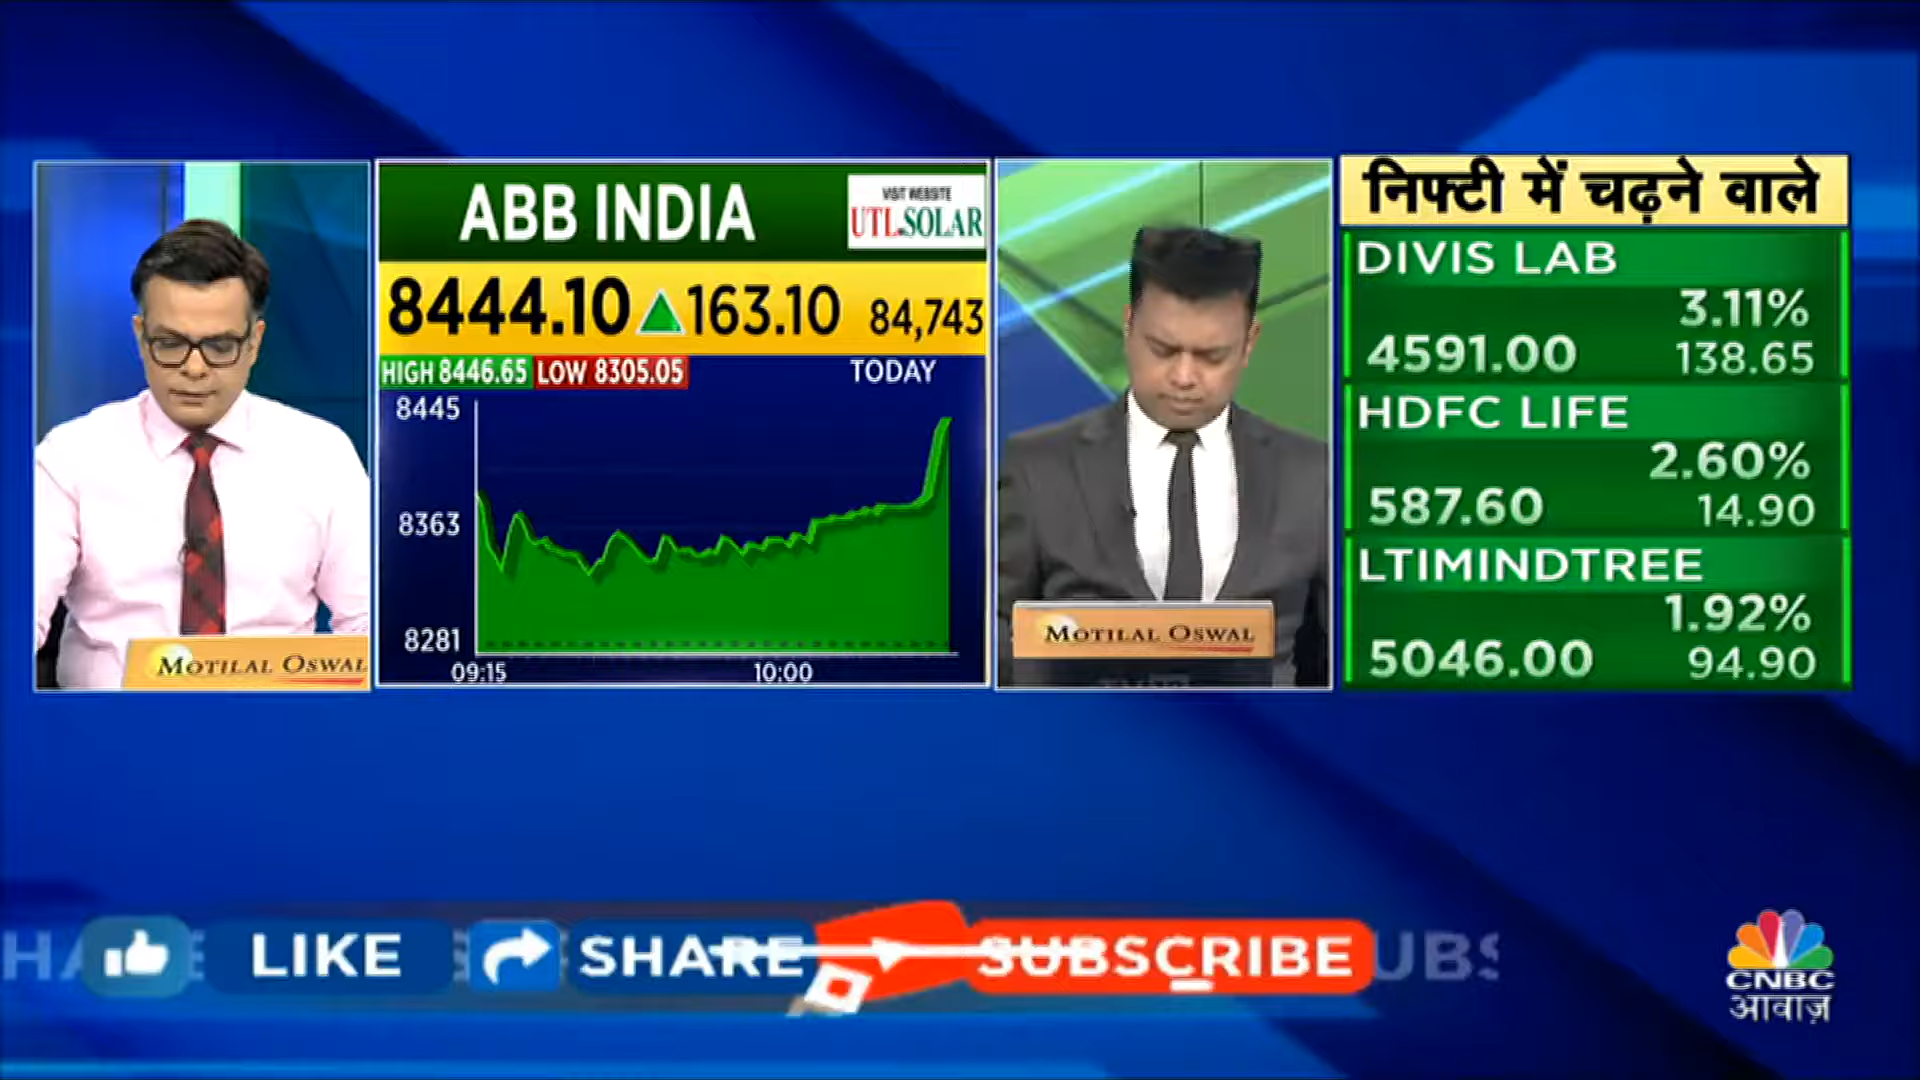 ABB INDIA
VISIT WEBSITE
UTL SOLAR
8444.10 ▲ 163.10 84,743
HIGH 8446.65 LOW 8305.05 TODAY
8445
8363
8281
09:15 10:00
MOTILAL OSWAL
MOTILAL OSWAL
निफ्टी में चढ़ने वाले
DIVIS LAB
3.11%
4591.00 138.65
HDFC LIFE
2.60%
587.60 14.90
LTIMINDTREE
1.92%
5046.00 94.90
LIKE SHARE SUBSCRIBE
CNBC
आवाज़